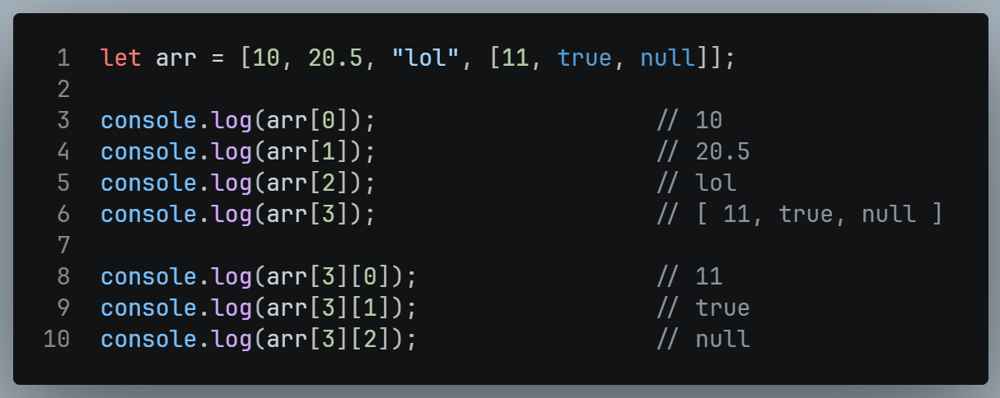 1 let arr = [10, 20.5, "lol", [11, true, null]];
2
3 console.log(arr[0]); // 10
4 console.log(arr[1]); // 20.5
5 console.log(arr[2]); // lol
6 console.log(arr[3]); // [ 11, true, null ]
7
8 console.log(arr[3][0]); // 11
9 console.log(arr[3][1]); // true
10 console.log(arr[3][2]); // null